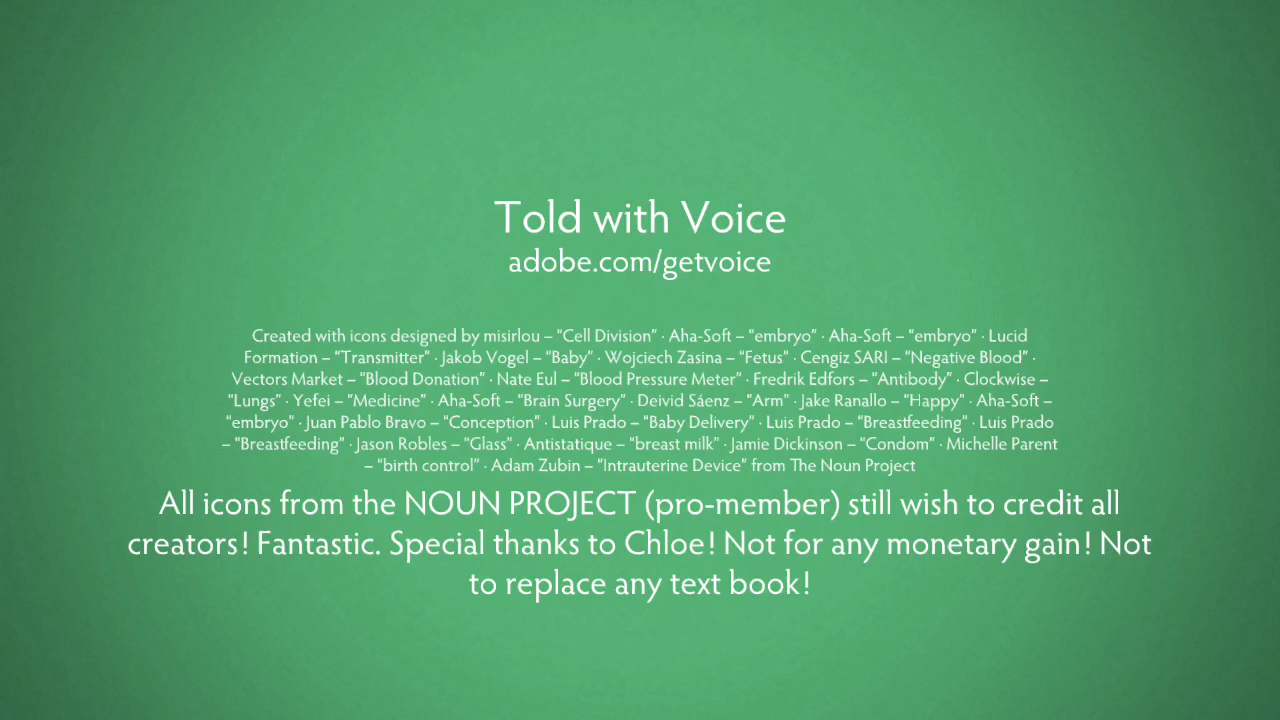 Told with Voice
adobe.com/getvoice
Created with icons designed by misirlou – “Cell Division” · Aha-Soft – “embryo” · Aha-Soft – “embryo” · Lucid
Formation – “Transmitter” · Jakob Vogel – “Baby” · Wojciech Zasina – “Fetus” · Cengiz SARI – “Negative Blood” ·
Vectors Market – “Blood Donation” · Nate Eul – “Blood Pressure Meter” · Fredrik Edfors – “Antibody” · Clockwise –
“Lungs” · Yefei – “Medicine” · Aha-Soft – “Brain Surgery” · Deivid Sáenz – “Arm” · Jake Ranallo – “Happy” · Aha-Soft –
“embryo” · Juan Pablo Bravo – “Conception” · Luis Prado – “Baby Delivery” · Luis Prado – “Breastfeeding” · Luis Prado
– “Breastfeeding” · Jason Robles – “Glass” · Antistatique – “breast milk” · Jamie Dickinson – “Condom” · Michelle Parent
– “birth control” · Adam Zubin – “Intrauterine Device” from The Noun Project
All icons from the NOUN PROJECT (pro-member) still wish to credit all
creators! Fantastic. Special thanks to Chloe! Not for any monetary gain! Not
to replace any text book!